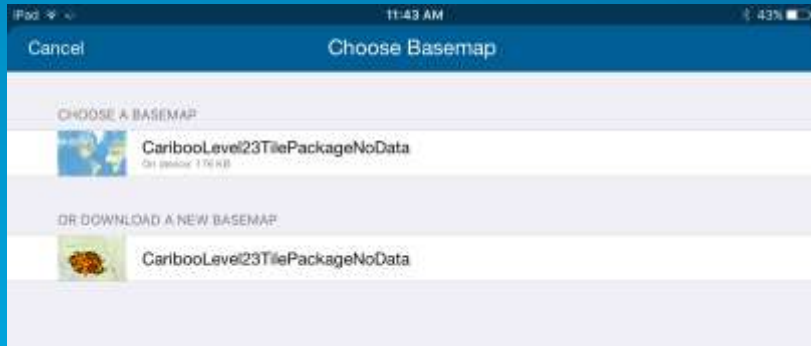 iPad
11:43 AM
43%
Cancel
Choose Basemap
CHOOSE A BASEMAP
CaribooLevel23TilePackageNoData
On device: 176 KB
OR DOWNLOAD A NEW BASEMAP
CaribooLevel23TilePackageNoData